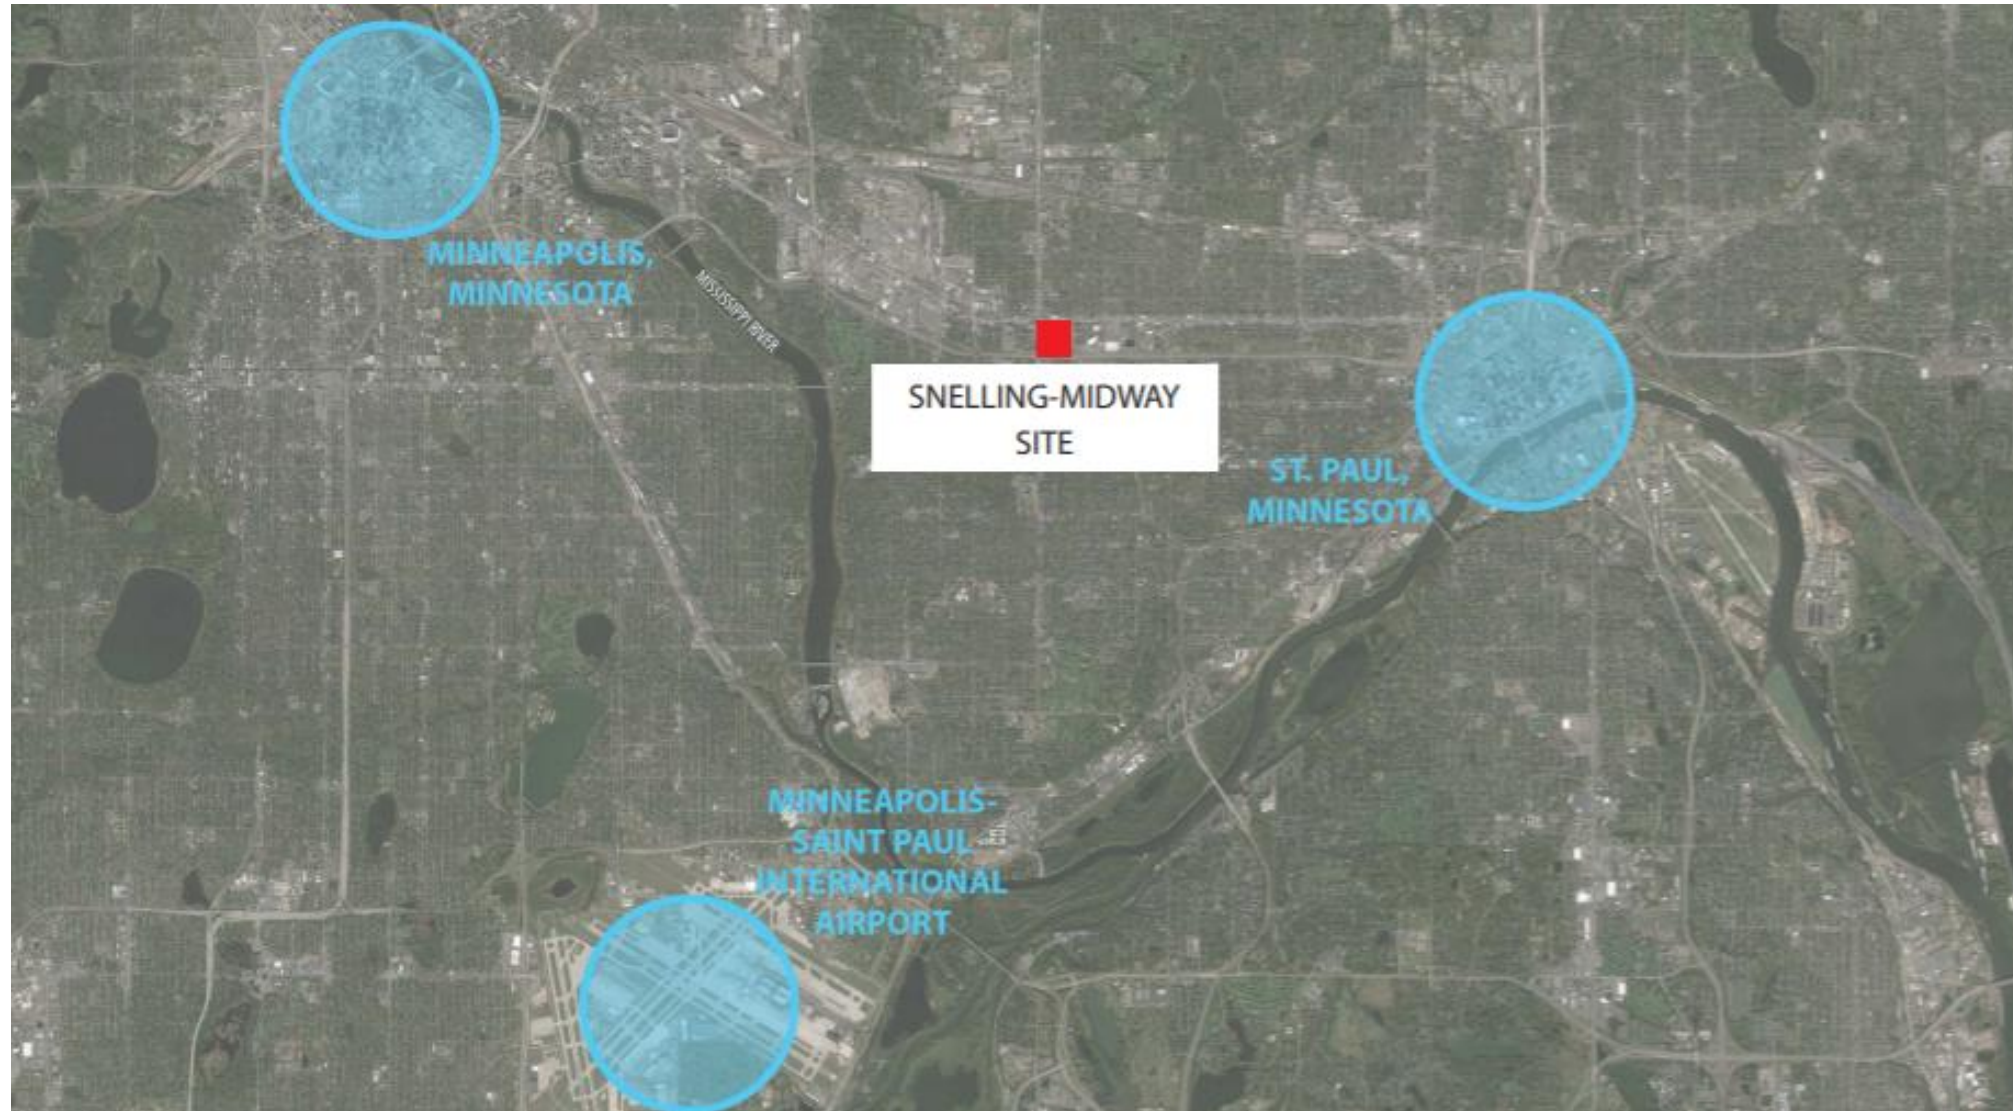 MINNEAPOLIS,
MINNESOTA
MISSISSIPPI RIVER
SNELLING-MIDWAY
SITE
ST. PAUL,
MINNESOTA
MINNEAPOLIS-
SAINT PAUL
INTERNATIONAL
AIRPORT